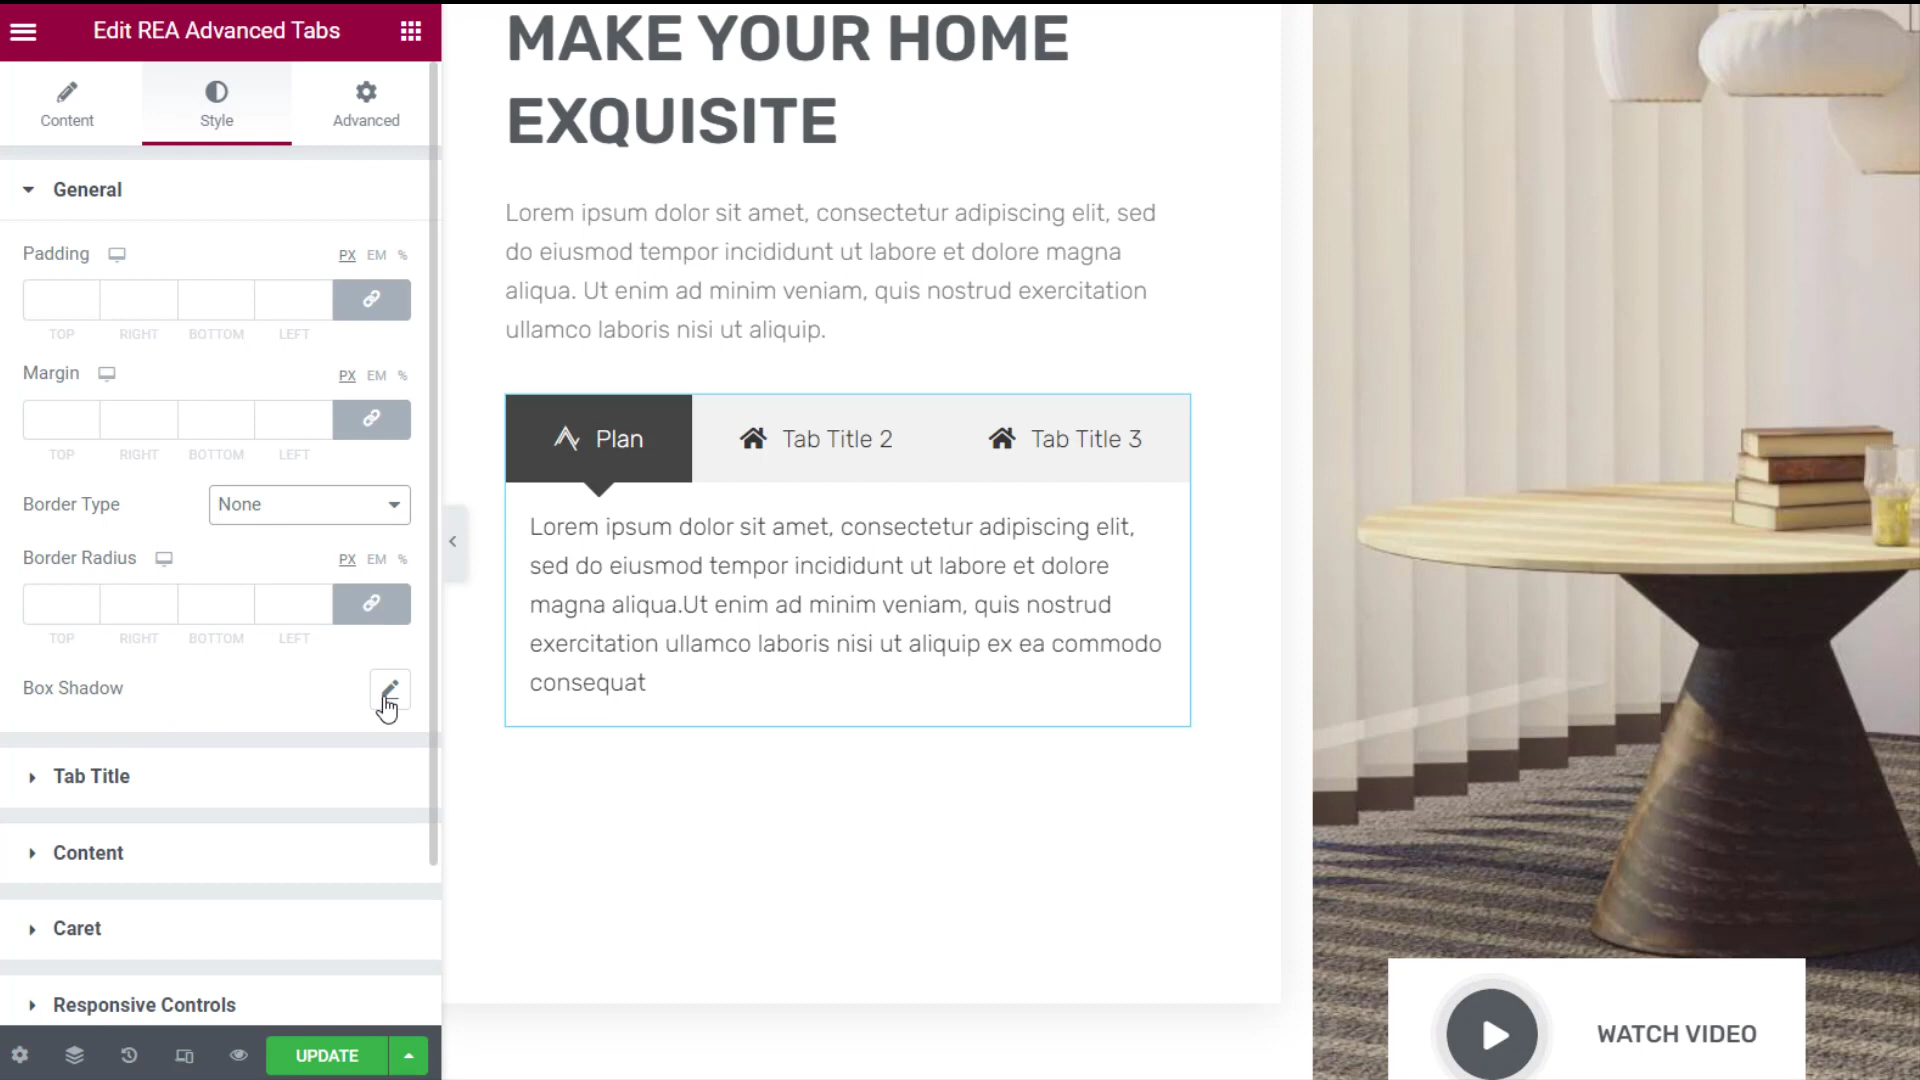 Edit REA Advanced Tabs
Content
Style
Advanced
General
Padding
PX EM %
TOP RIGHT BOTTOM LEFT
Margin
PX EM %
TOP RIGHT BOTTOM LEFT
Border Type
None
Border Radius
PX EM %
TOP RIGHT BOTTOM LEFT
Box Shadow
Tab Title
Content
Caret
Responsive Controls
UPDATE
MAKE YOUR HOME
EXQUISITE
Lorem ipsum dolor sit amet, consectetur adipiscing elit, sed
do eiusmod tempor incididunt ut labore et dolore magna
aliqua. Ut enim ad minim veniam, quis nostrud exercitation
ullamco laboris nisi ut aliquip.
Plan
Tab Title 2
Tab Title 3
Lorem ipsum dolor sit amet, consectetur adipiscing elit,
sed do eiusmod tempor incididunt ut labore et dolore
magna aliqua.Ut enim ad minim veniam, quis nostrud
exercitation ullamco laboris nisi ut aliquip ex ea commodo
consequat
WATCH VIDEO